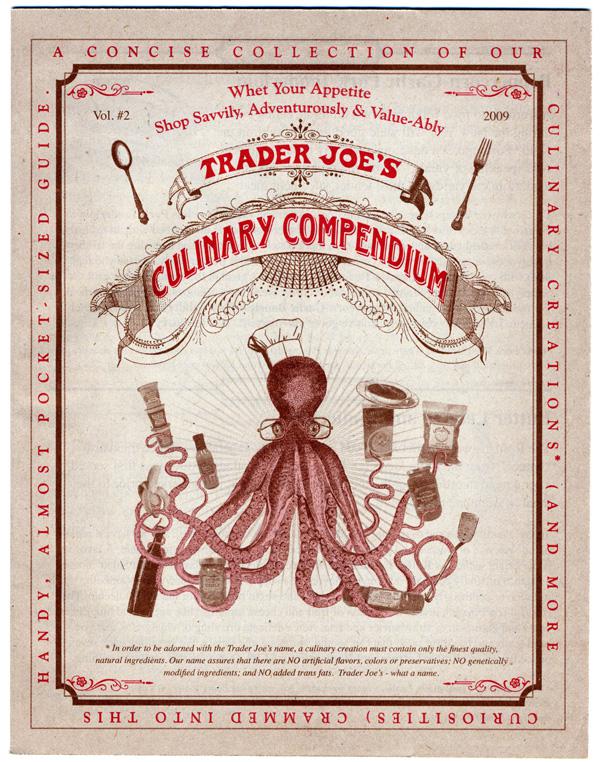 A CONCISE COLLECTION OF OUR
CULINARY CREATIONS* (AND MORE
CURIOSITIES) CRAMMED INTO THIS
HANDY, ALMOST POCKET-SIZED GUIDE.
Whet Your Appetite
Shop Savvily, Adventurously & Value-Ably
Vol. #2
2009
TRADER JOE'S
CULINARY COMPENDIUM
* In order to be adorned with the Trader Joe's name, a culinary creation must contain only the finest quality,
natural ingredients. Our name assures that there are NO artificial flavors, colors or preservatives; NO genetically
modified ingredients; and NO added trans fats. Trader Joe's - what a name.